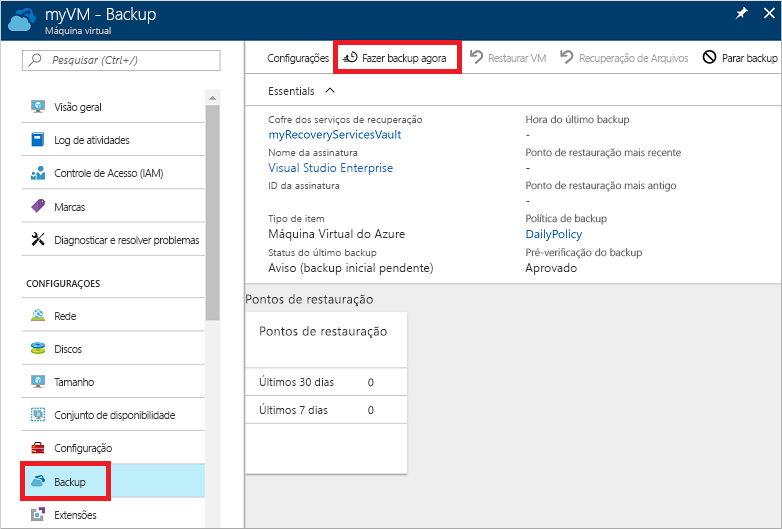 myVM - Backup
Máquina virtual
Pesquisar (Ctrl+/)
Visão geral
Log de atividades
Controle de Acesso (IAM)
Marcas
Diagnosticar e resolver problemas
CONFIGURAÇOES
Rede
Discos
Tamanho
Conjunto de disponibilidade
Configuração
Backup
Extensões
Configurações
Fazer backup agora
Restaurar VM
Recuperação de Arquivos
Parar backup
Essentials
Cofre dos serviços de recuperação
myRecoveryServicesVault
Nome da assinatura
Visual Studio Enterprise
ID da assinatura
Tipo de item
Máquina Virtual do Azure
Status do último backup
Aviso (backup inicial pendente)
Hora do último backup
-
Ponto de restauração mais recente
-
Ponto de restauração mais antigo
-
Política de backup
DailyPolicy
Pré-verificação do backup
Aprovado
Pontos de restauração
Pontos de restauração
Últimos 30 dias 0
Últimos 7 dias 0